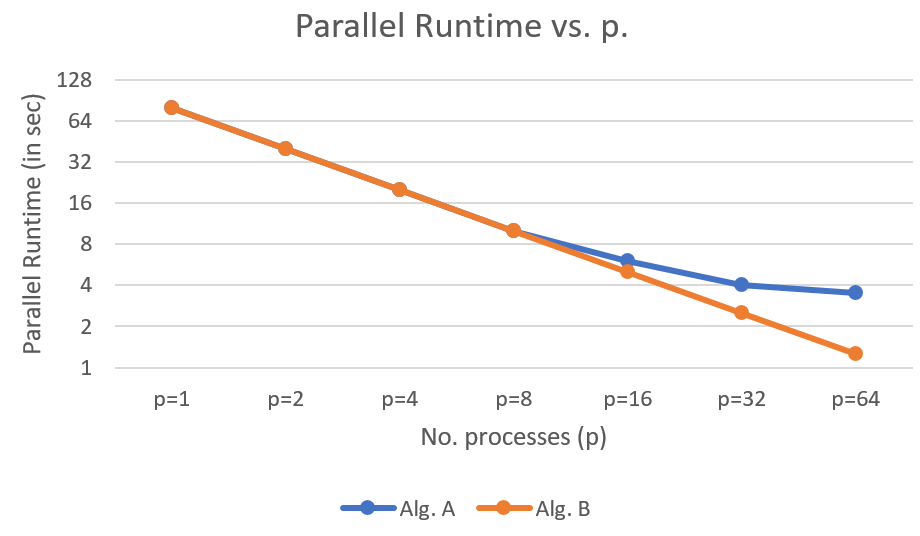 Parallel Runtime vs. p.
Parallel Runtime (in sec)
128
64
32
16
8
4
2
1
p=1 p=2 p=4 p=8 p=16 p=32 p=64
No. processes (p)
Alg. A Alg. B